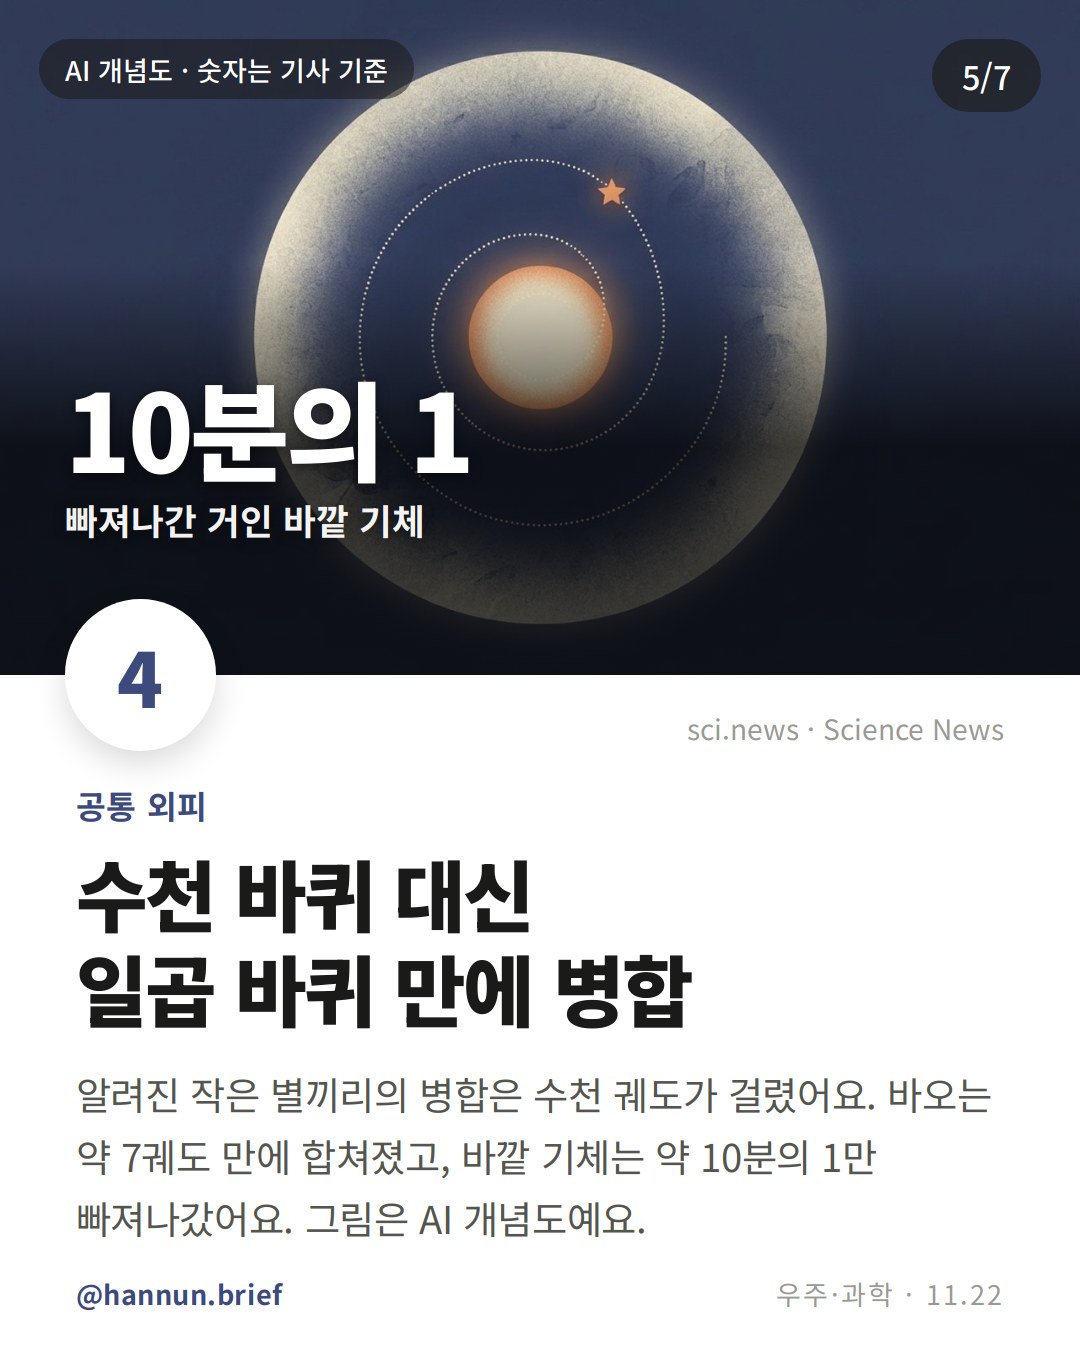 AI 개념도 · 숫자는 기사 기준
5/7
10분의 1
빠져나간 거인 바깥 기체
4
sci.news · Science News
공통 외피
수천 바퀴 대신
일곱 바퀴 만에 병합
알려진 작은 별끼리의 병합은 수천 궤도가 걸렸어요. 바오는
약 7궤도 만에 합쳐졌고, 바깥 기체는 약 10분의 1만
빠져나갔어요. 그림은 AI 개념도예요.
@hannun.brief
우주·과학 · 11.22